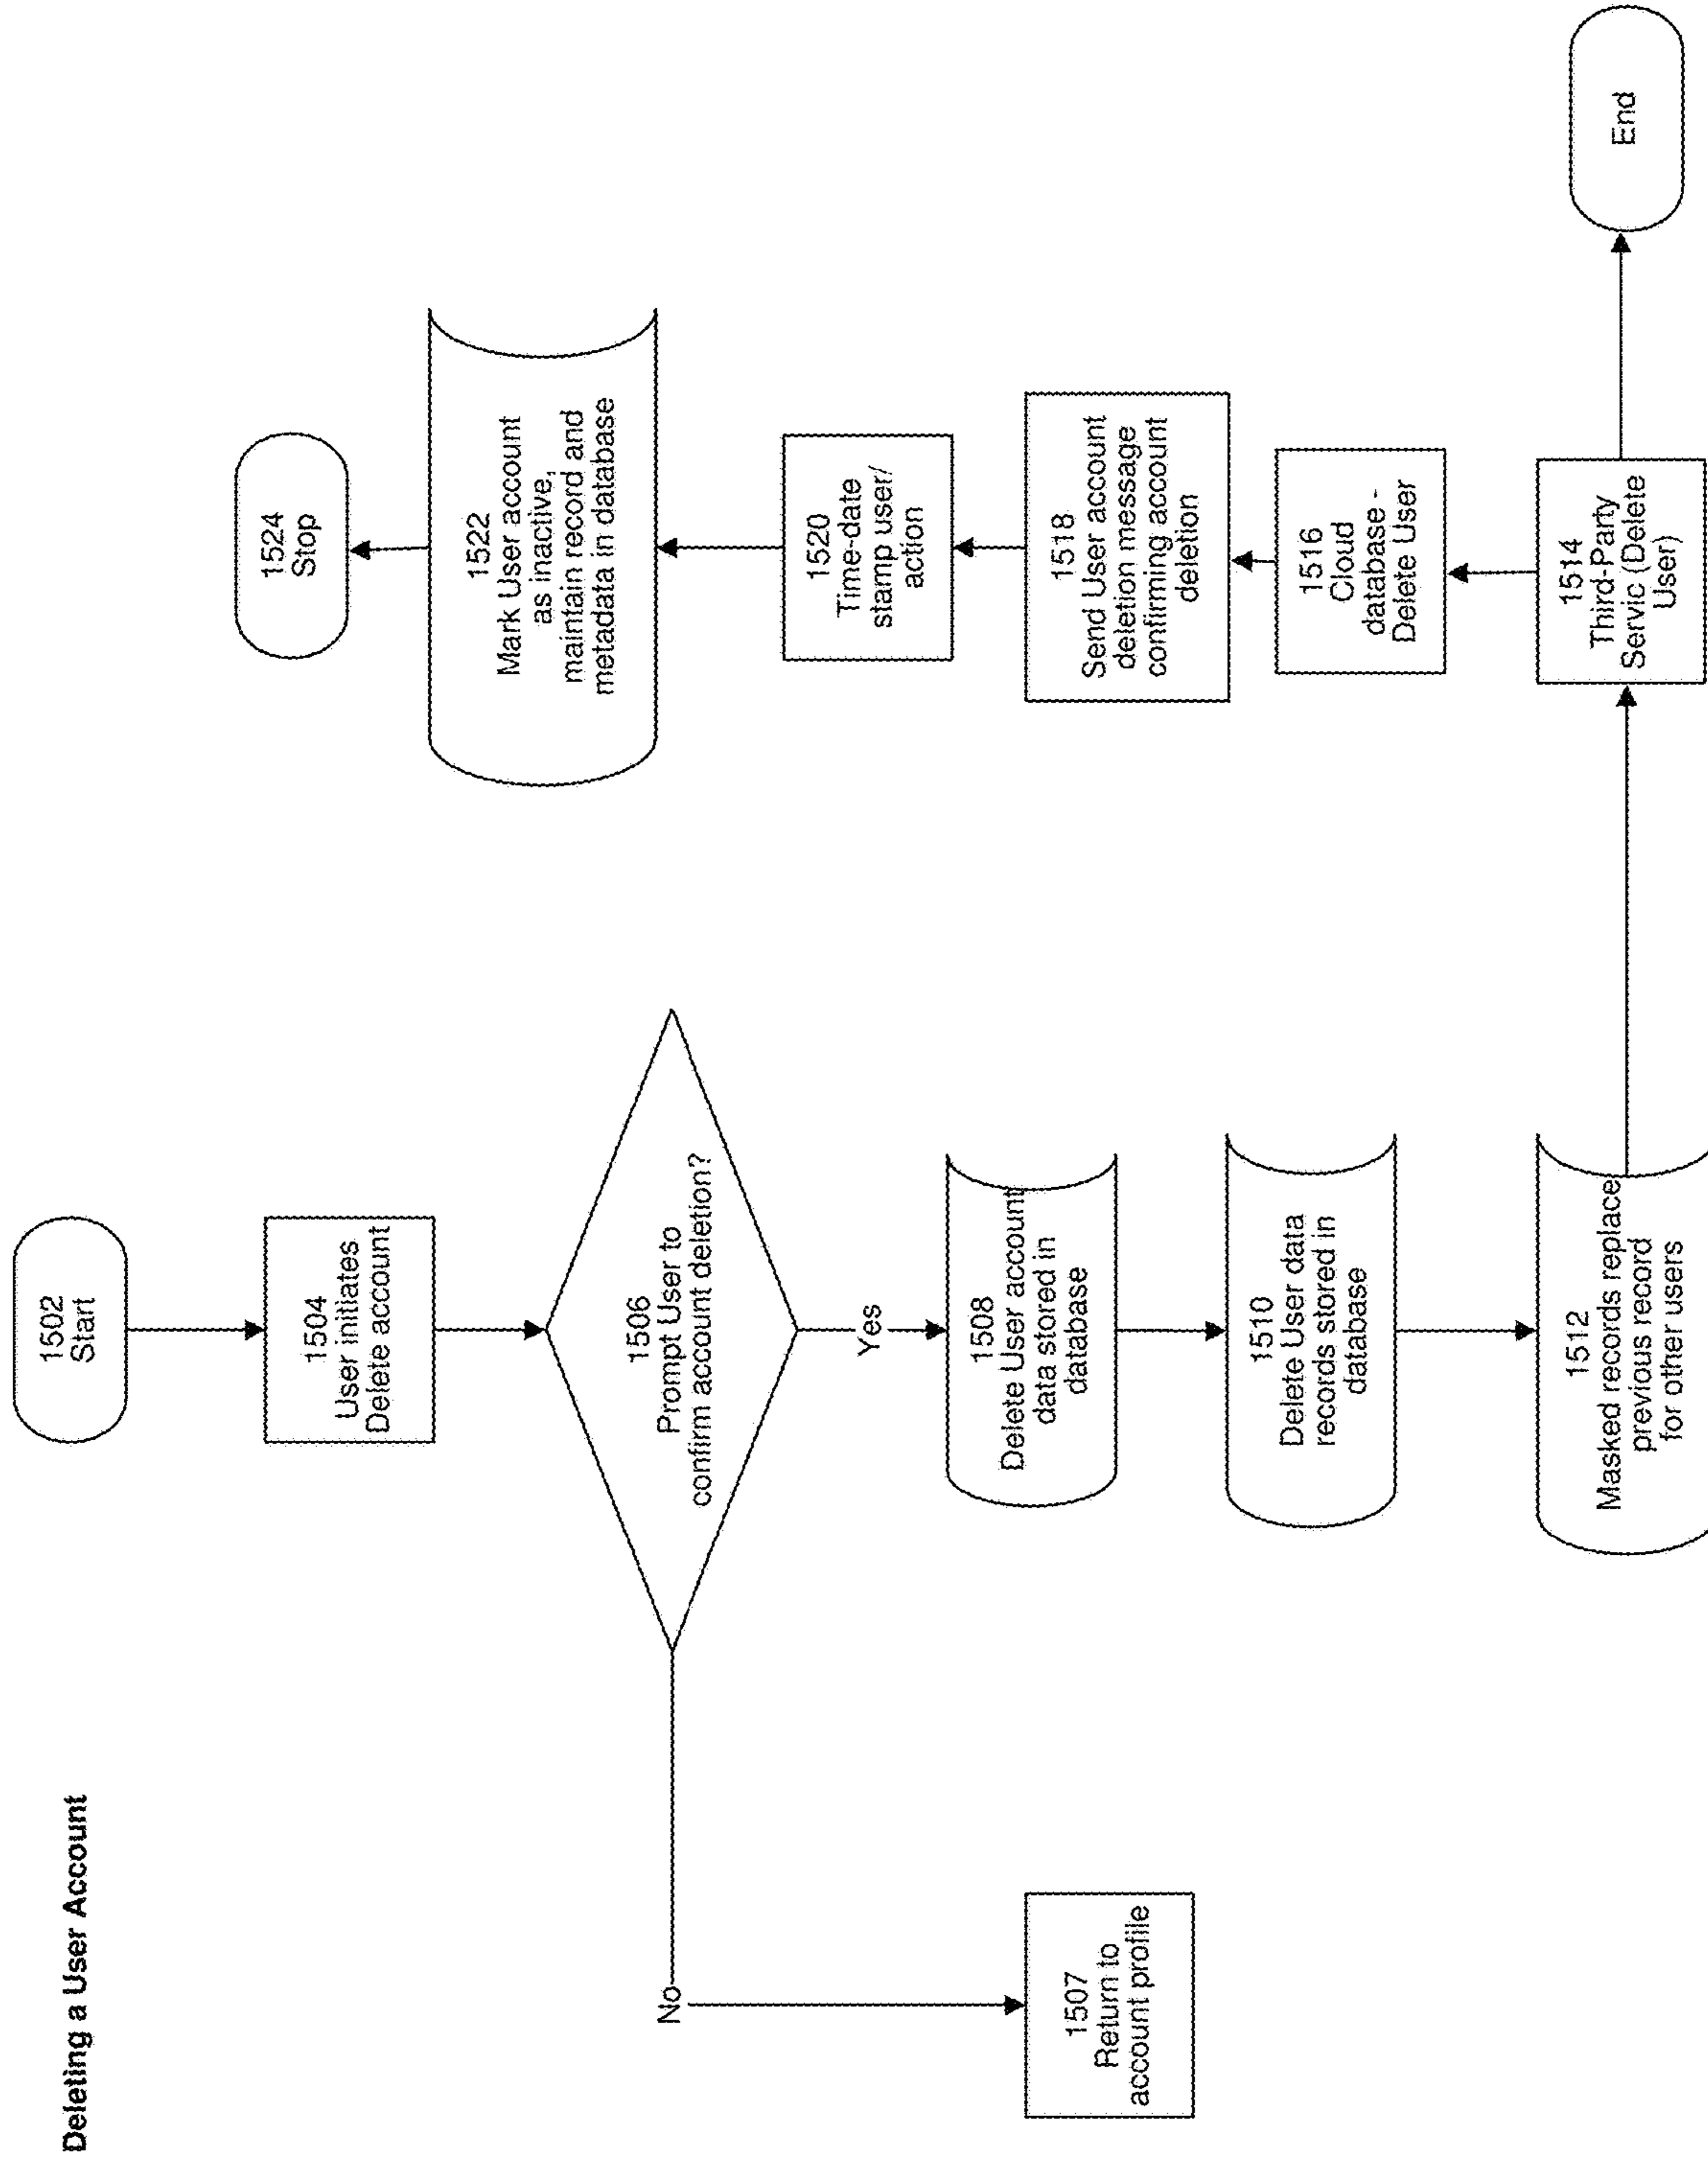 Deleting a User Account
1502
Start
1504
User initiates
Delete account
1506
Prompt User to
confirm account deletion?
No
1507
Return to
account profile
Yes
1508
Delete User account
data stored in
database
1510
Delete User data
records stored in
database
1512
Masked records replace
previous record
for other users
1514
Third-Party
Servic (Delete
User)
End
1516
Cloud
database -
Delete User
1518
Send User account
deletion message
confirming account
deletion
1520
Time-date
stamp user/
action
1522
Mark User account
as inactive,
maintain record and
metadata in database
1524
Stop